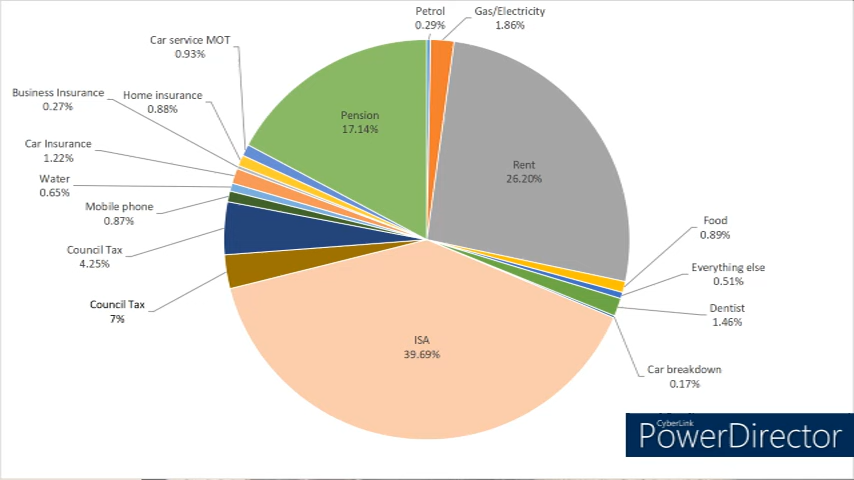 Petrol
0.29%
Gas/Electricity
1.86%
Car service MOT
0.93%
Business Insurance
0.27%
Home insurance
0.88%
Pension
17.14%
Car Insurance
1.22%
Rent
26.20%
Water
0.65%
Mobile phone
0.87%
Food
0.89%
Council Tax
4.25%
Everything else
0.51%
Council Tax
7%
Dentist
1.46%
ISA
39.69%
Car breakdown
0.17%
CyberLink
PowerDirector